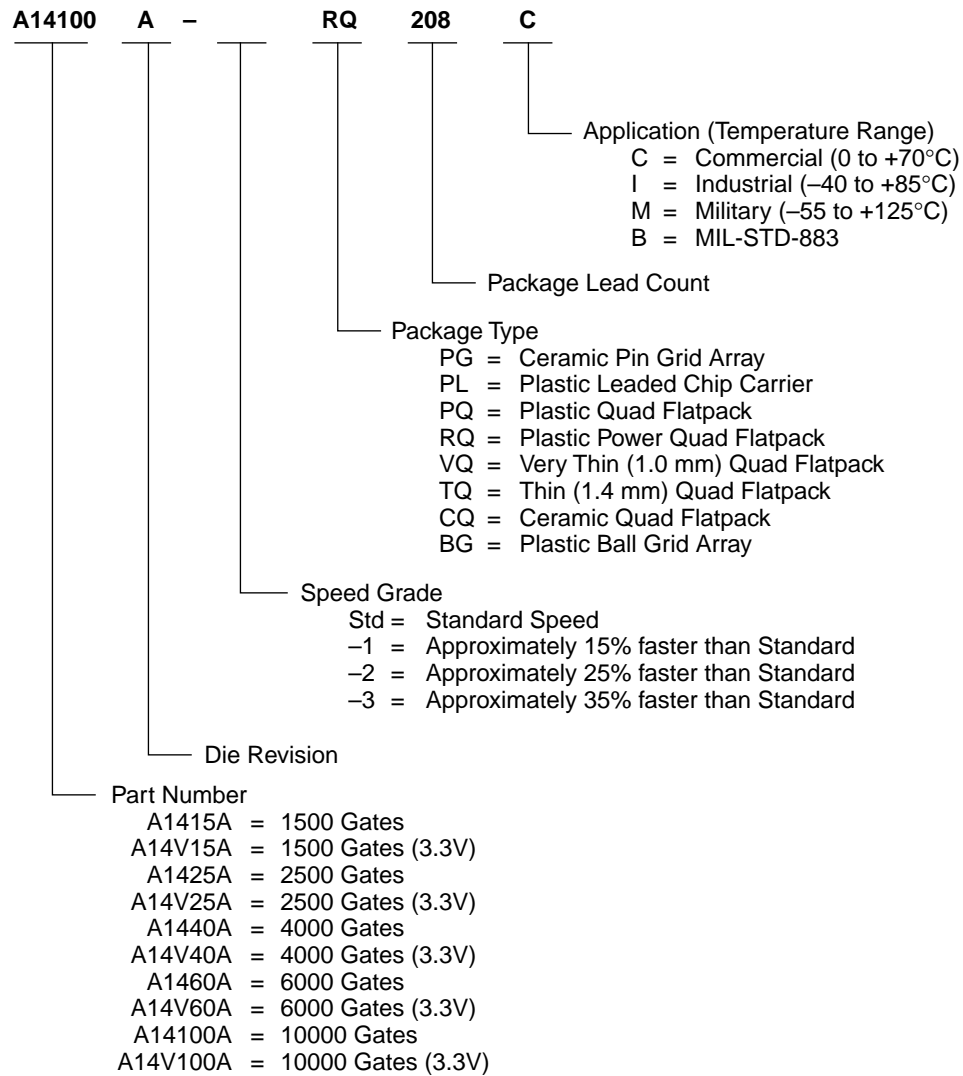 A14100 A – RQ 208 C
Application (Temperature Range)
C = Commercial (0 to +70°C)
I = Industrial (–40 to +85°C)
M = Military (–55 to +125°C)
B = MIL-STD-883
Package Lead Count
Package Type
PG = Ceramic Pin Grid Array
PL = Plastic Leaded Chip Carrier
PQ = Plastic Quad Flatpack
RQ = Plastic Power Quad Flatpack
VQ = Very Thin (1.0 mm) Quad Flatpack
TQ = Thin (1.4 mm) Quad Flatpack
CQ = Ceramic Quad Flatpack
BG = Plastic Ball Grid Array
Speed Grade
Std = Standard Speed
–1 = Approximately 15% faster than Standard
–2 = Approximately 25% faster than Standard
–3 = Approximately 35% faster than Standard
Die Revision
Part Number
A1415A = 1500 Gates
A14V15A = 1500 Gates (3.3V)
A1425A = 2500 Gates
A14V25A = 2500 Gates (3.3V)
A1440A = 4000 Gates
A14V40A = 4000 Gates (3.3V)
A1460A = 6000 Gates
A14V60A = 6000 Gates (3.3V)
A14100A = 10000 Gates
A14V100A = 10000 Gates (3.3V)